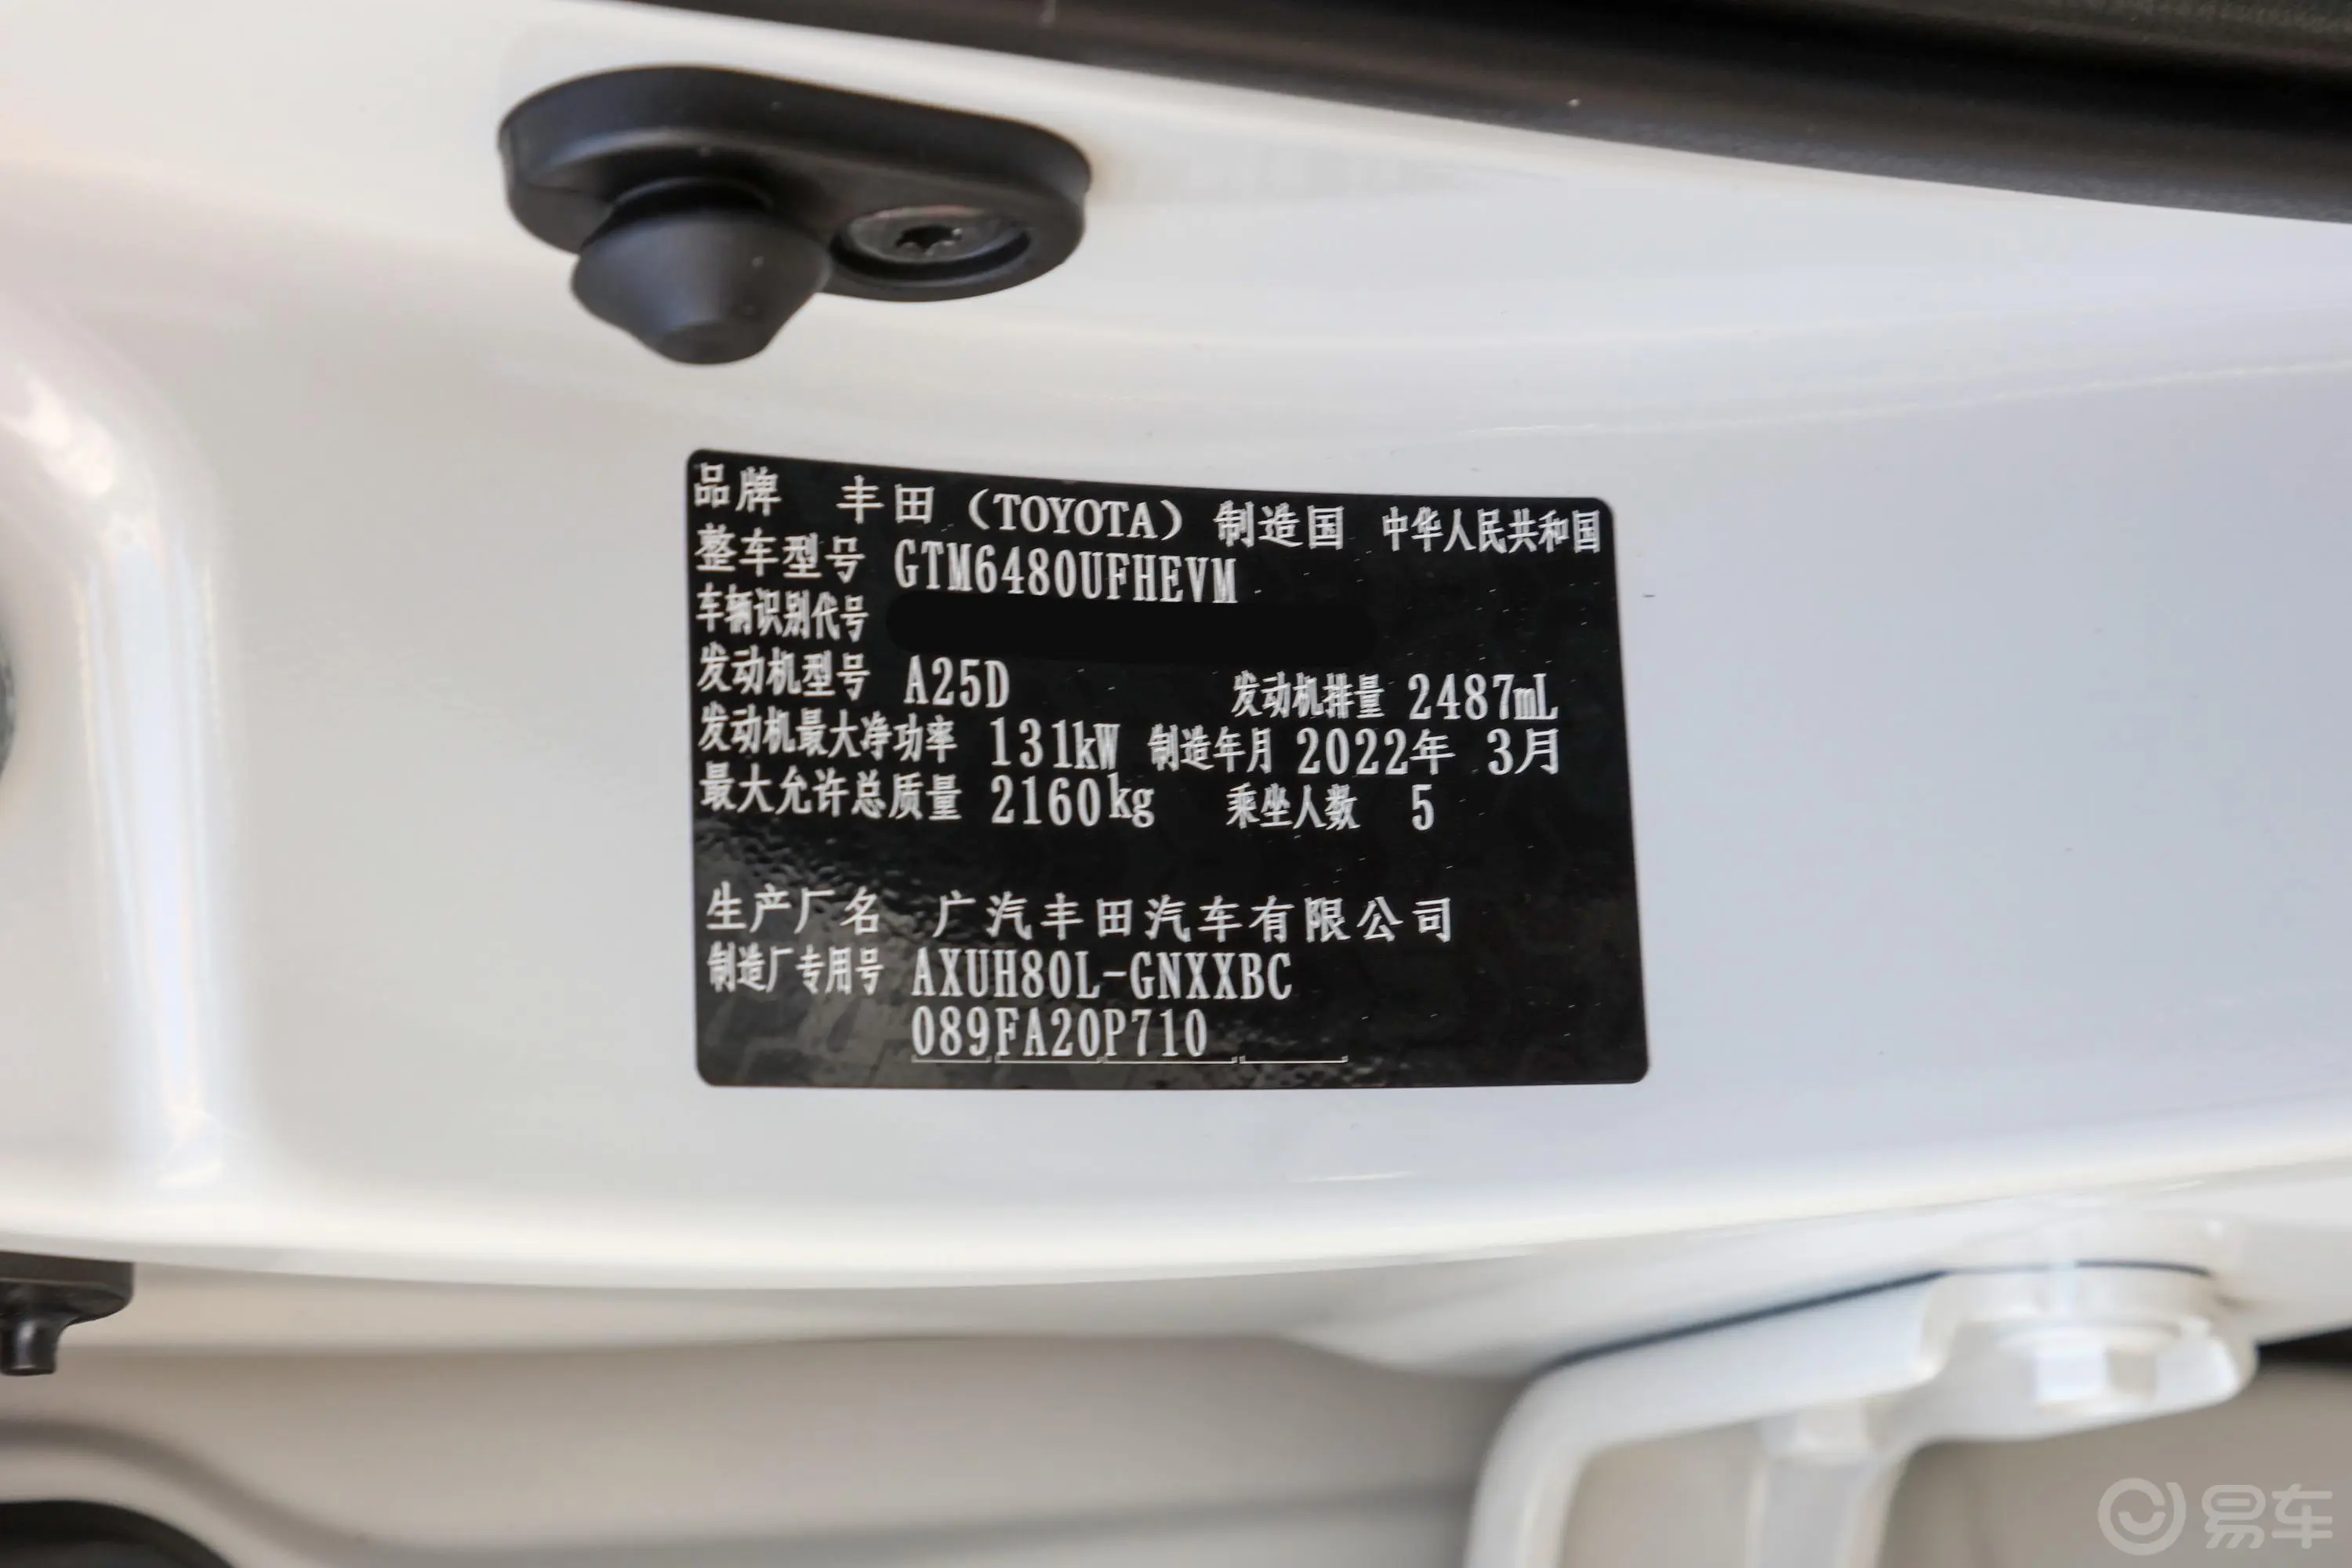 品牌 丰田（TOYOTA）制造国 中华人民共和国
整车型号 GTM6480UFHEVM
车辆识别代号
发动机型号 A25D 发动机排量 2487mL
发动机最大净功率 131kW 制造年月 2022年 3月
最大允许总质量 2160kg 乘坐人数 5
生产厂名 广汽丰田汽车有限公司
制造厂专用号 AXUH80L-GNXXBC
089FA20P710
易车